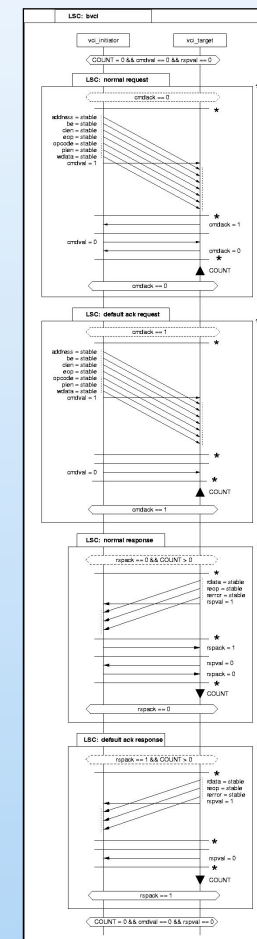 LSC: bvci
vci_initiator vci_target
COUNT = 0 && cmdval == 0 && rspval == 0
LSC: normal request
*
cmdack == 0
*
address = stable
be = stable
clen = stable
eop = stable
opcode = stable
plen = stable
wdata = stable
cmdval = 1
*
cmdack = 1
*
cmdval = 0
cmdack = 0
*
COUNT
cmdack == 0
LSC: default ack request
*
cmdack == 1
*
address = stable
be = stable
clen = stable
eop = stable
opcode = stable
plen = stable
wdata = stable
cmdval = 1
*
cmdval = 0
*
COUNT
cmdack == 1
LSC: normal response
rspack == 0 && COUNT > 0
*
rdata = stable
reop = stable
rerror = stable
rspval = 1
*
rspack = 1
rspval = 0
rspack = 0
*
COUNT
rspack == 0
LSC: default ack response
rspack == 1 && COUNT > 0
*
rdata = stable
reop = stable
rerror = stable
rspval = 1
*
rspval = 0
*
COUNT
rspack == 1
COUNT = 0 && cmdval == 0 && rspval == 0